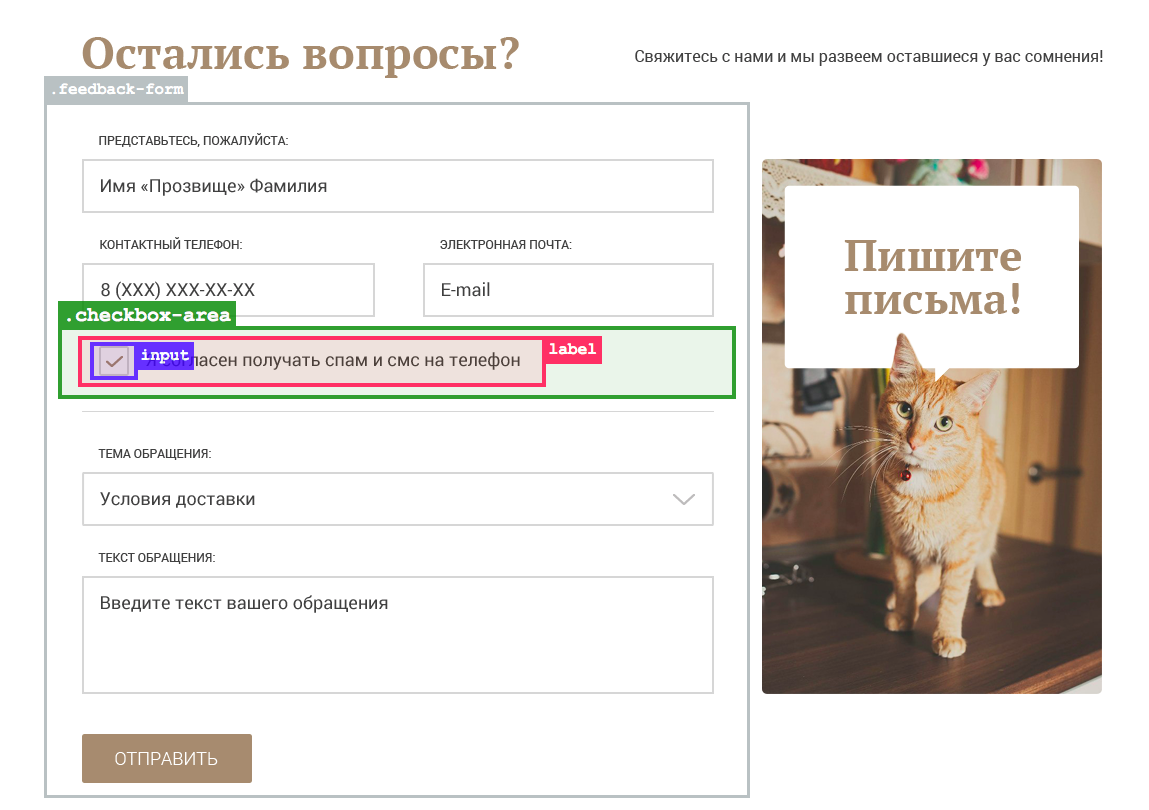 Остались вопросы?
Свяжитесь с нами и мы развеем оставшиеся у вас сомнения!
.feedback-form
ПРЕДСТАВЬТЕСЬ, ПОЖАЛУЙСТА:
Имя «Прозвище» Фамилия
КОНТАКТНЫЙ ТЕЛЕФОН:
ЭЛЕКТРОННАЯ ПОЧТА:
8 (XXX) XXX-XX-XX
E-mail
.checkbox-area
input
получать спам и смс на телефон
label
ТЕМА ОБРАЩЕНИЯ:
Условия доставки
ТЕКСТ ОБРАЩЕНИЯ:
Введите текст вашего обращения
ОТПРАВИТЬ
Пишите
письма!